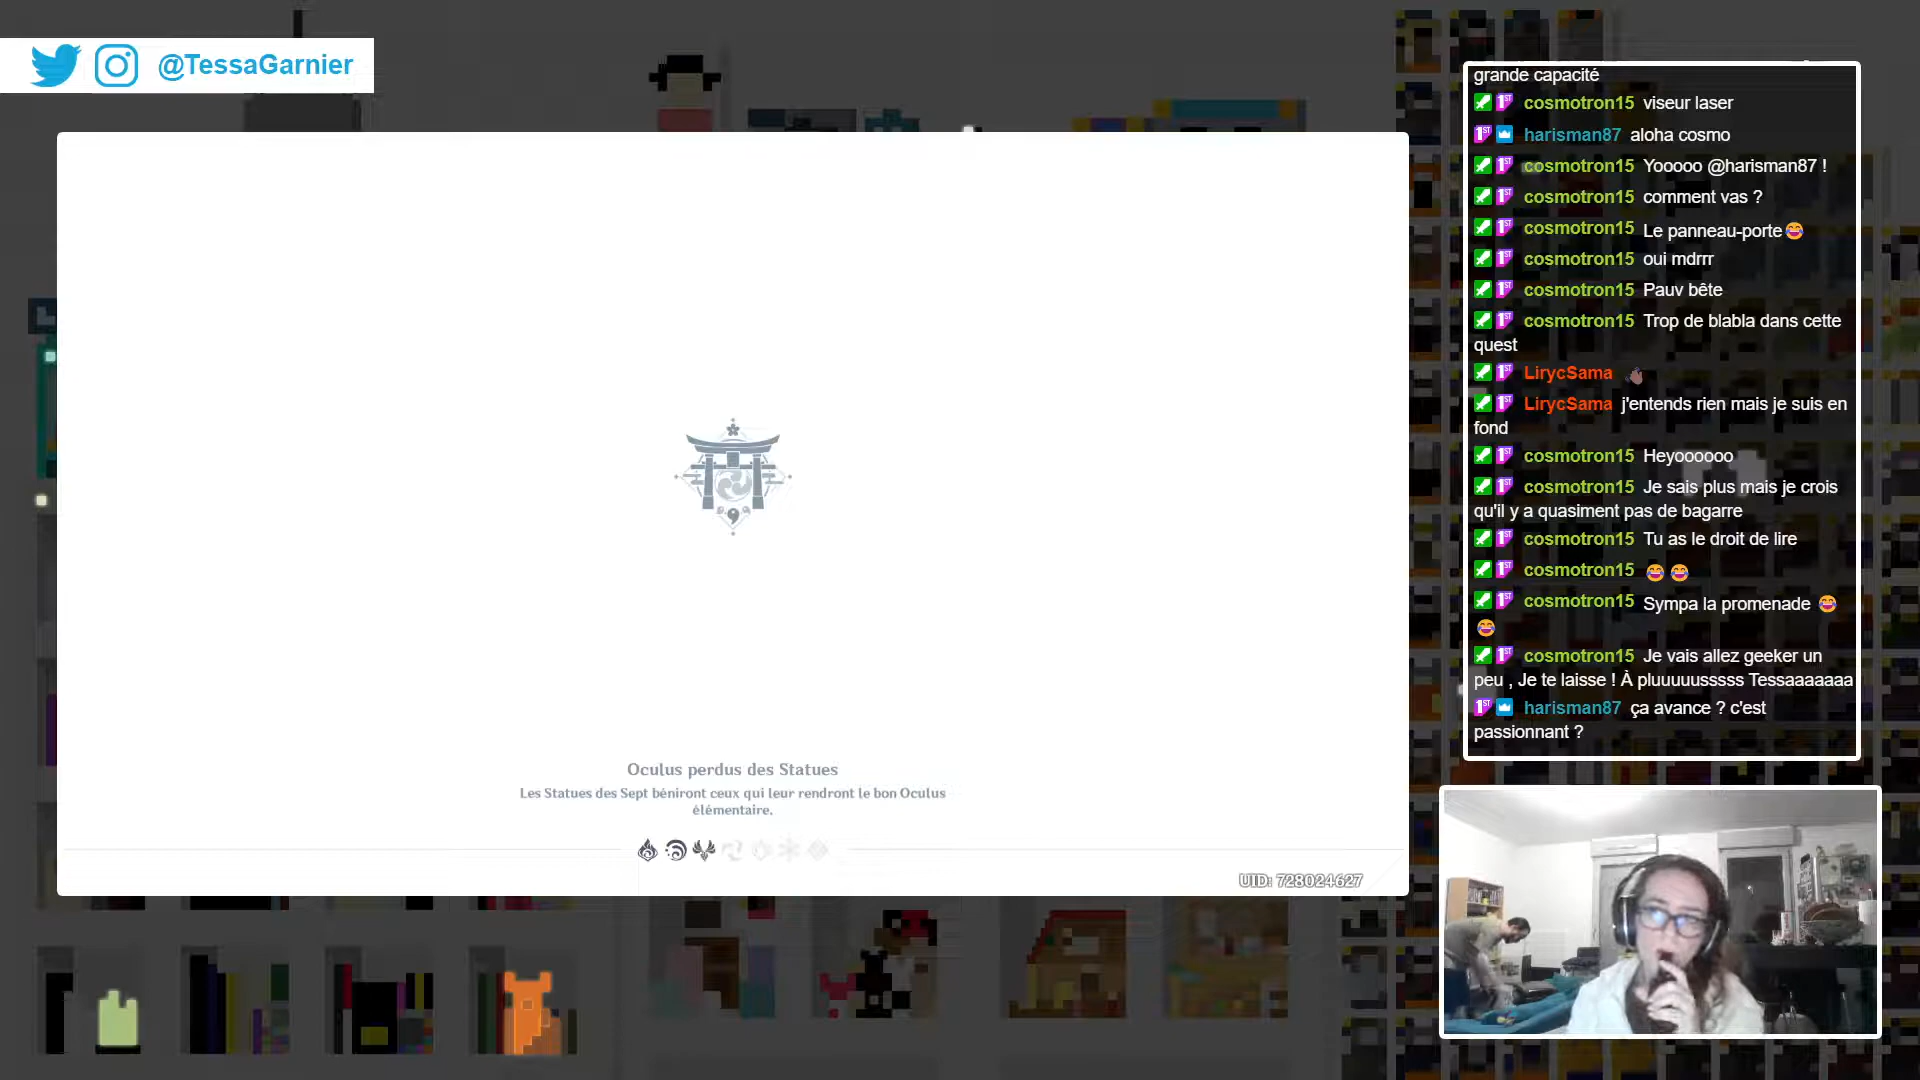 @TessaGarnier
grande capacité
cosmotron15 viseur laser
harisman87 aloha cosmo
cosmotron15 Yooooo @harisman87 !
cosmotron15 comment vas ?
cosmotron15 Le panneau-porte😂
cosmotron15 oui mdrrr
cosmotron15 Pauv bête
cosmotron15 Trop de blabla dans cette
quest
LirycSama 👋🏾
LirycSama j'entends rien mais je suis en
fond
cosmotron15 Heyoooooo
cosmotron15 Je sais plus mais je crois
qu'il y a quasiment pas de bagarre
cosmotron15 Tu as le droit de lire
cosmotron15 😂 😂
cosmotron15 Sympa la promenade 😂
😂
cosmotron15 Je vais allez geeker un
peu , Je te laisse ! À pluuuuusssss Tessaaaaaaa
harisman87 ça avance ? c'est
passionnant ?
Oculus perdus des Statues
Les Statues des Sept béniront ceux qui leur rendront le bon Oculus
élémentaire.
UID: 728024627